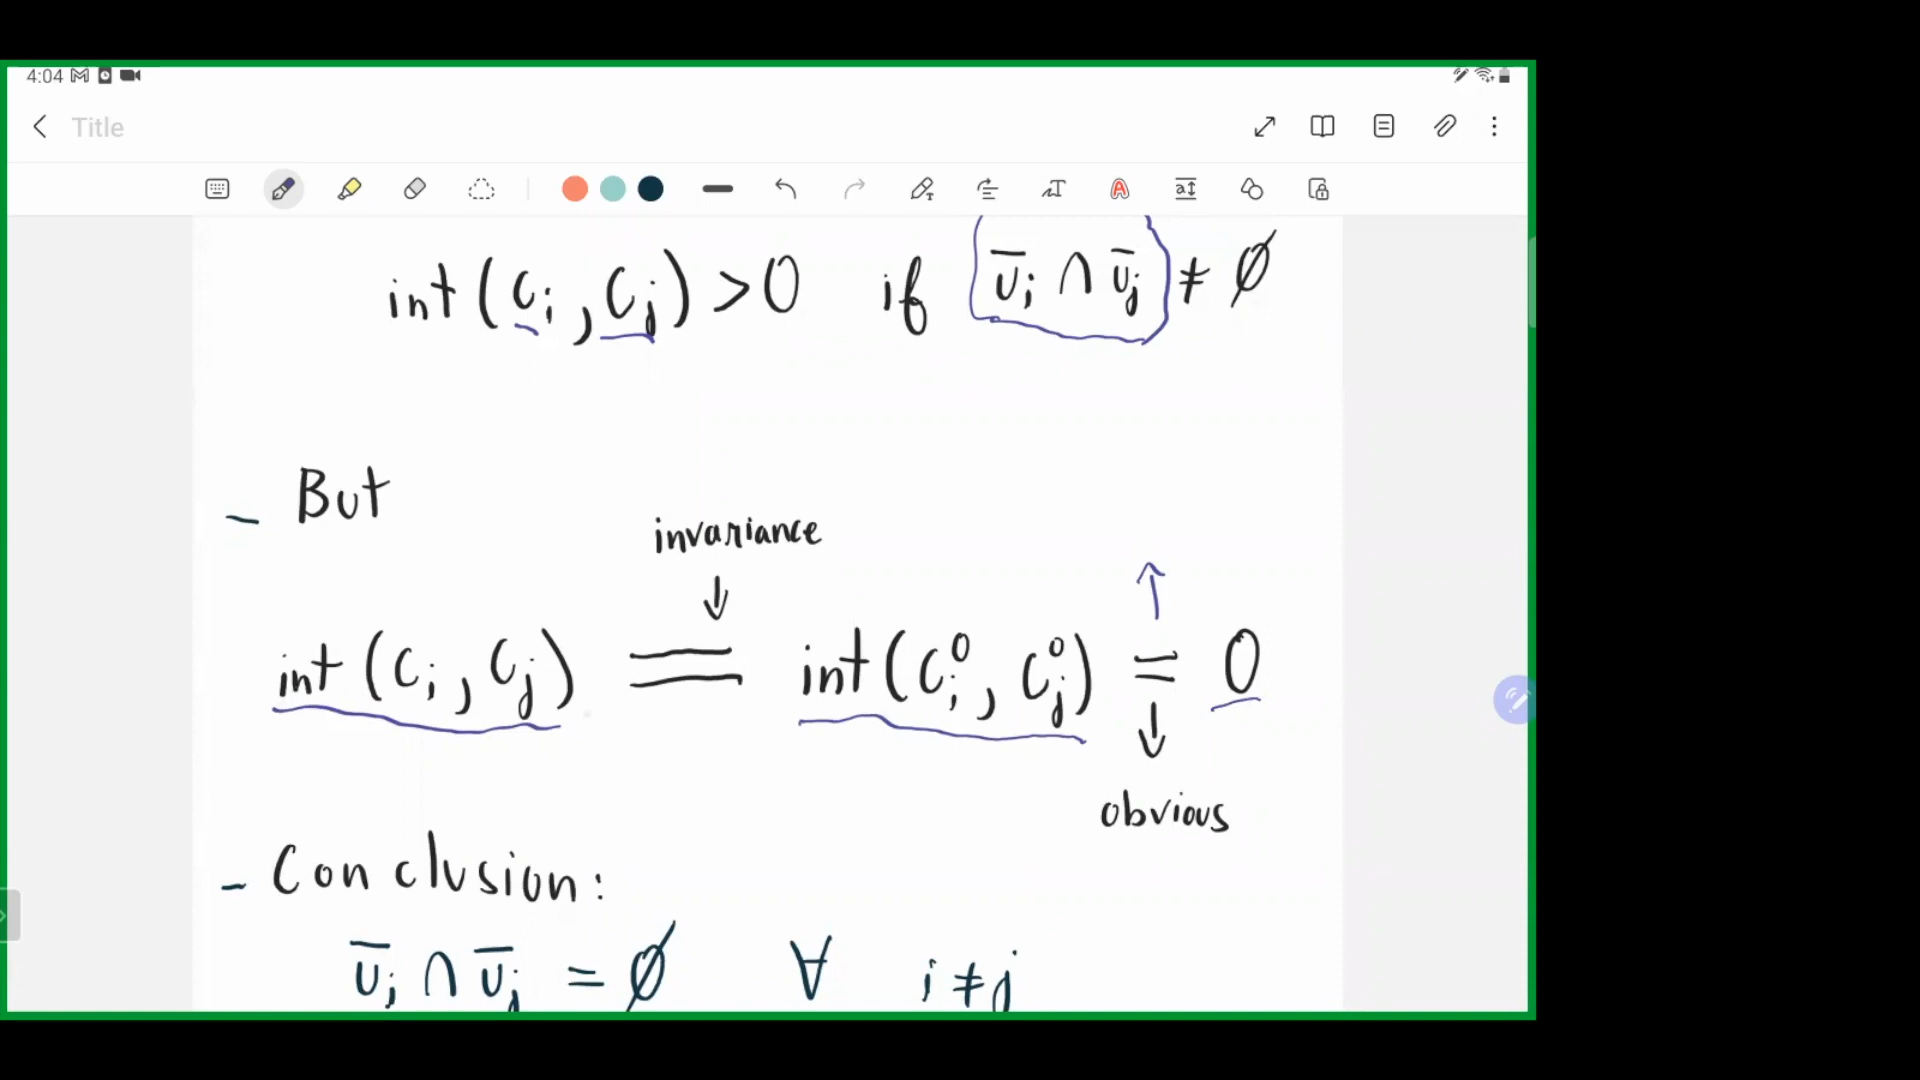 4:04
Title
int(C_i, C_j) > 0 if ū_i ∩ ū_j ≠ ∅
- But
invariance
↓ ↑
int(C_i, C_j) = int(C_i^0, C_j^0) = 0
↓
obvious
- Conclusion:
ū_i ∩ ū_j = ∅ ∀ i ≠ j